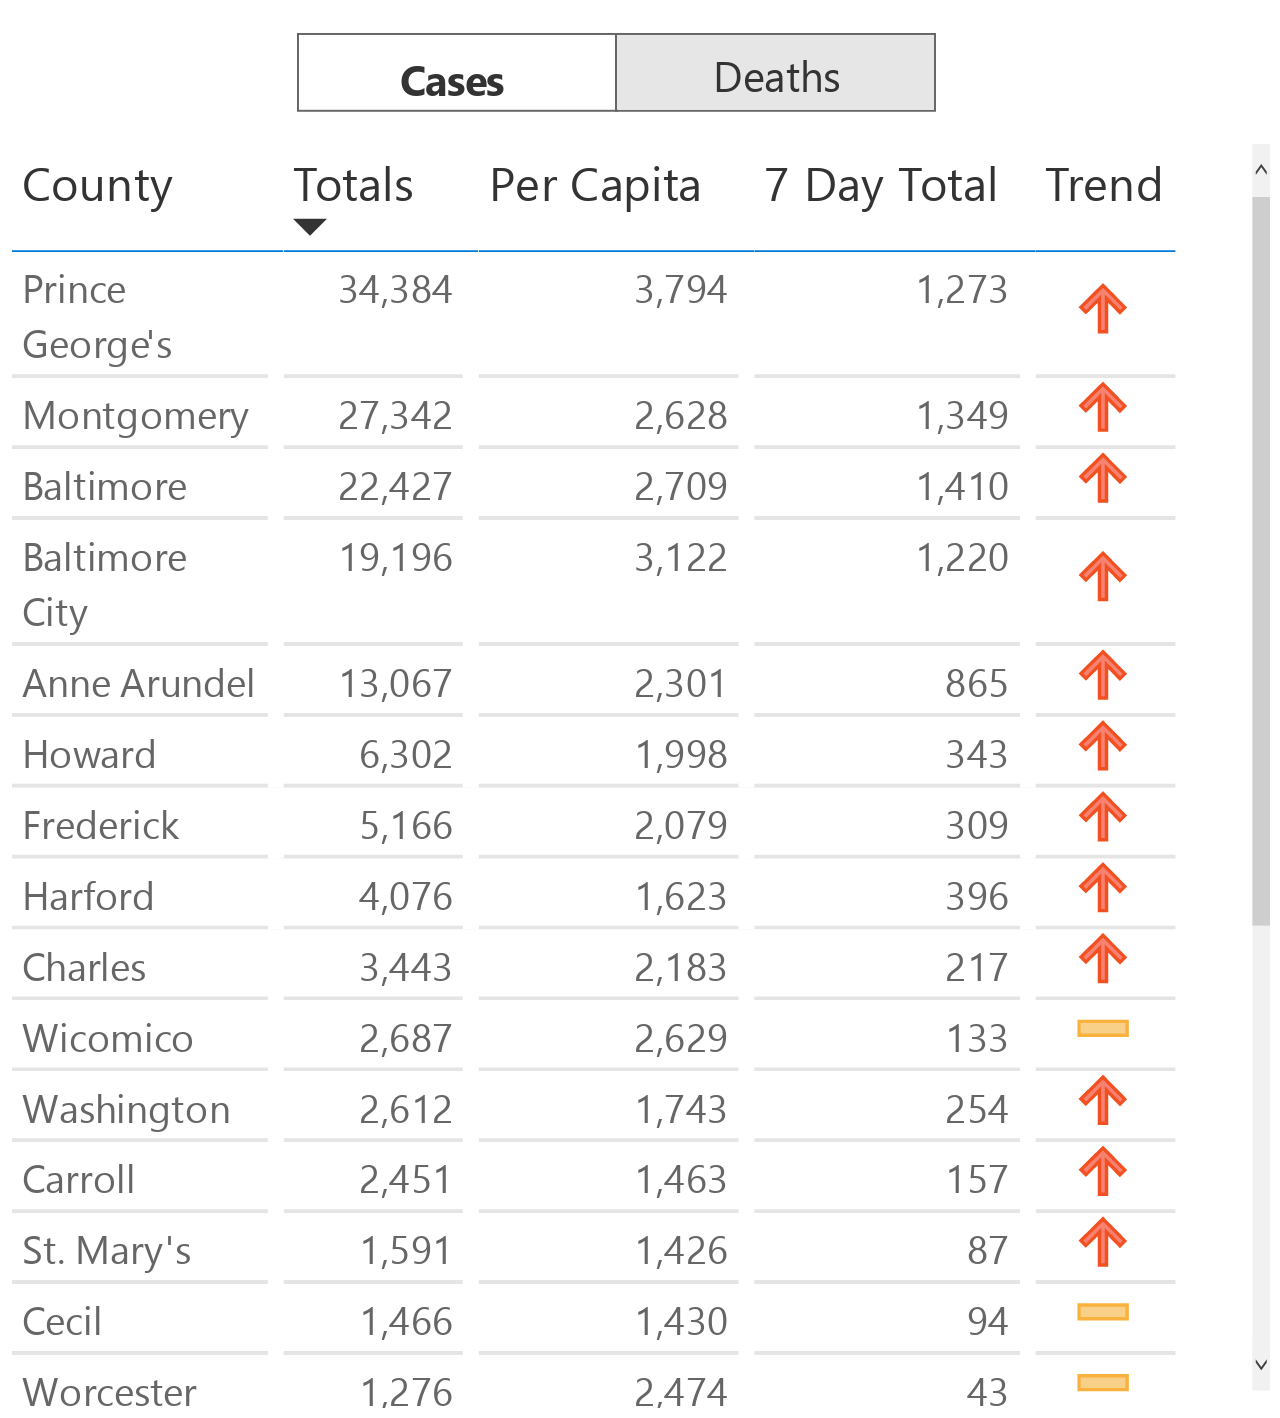 Cases Deaths
County Totals Per Capita 7 Day Total Trend
Prince 34,384 3,794 1,273
George's
Montgomery 27,342 2,628 1,349
Baltimore 22,427 2,709 1,410
Baltimore 19,196 3,122 1,220
City
Anne Arundel 13,067 2,301 865
Howard 6,302 1,998 343
Frederick 5,166 2,079 309
Harford 4,076 1,623 396
Charles 3,443 2,183 217
Wicomico 2,687 2,629 133
Washington 2,612 1,743 254
Carroll 2,451 1,463 157
St. Mary's 1,591 1,426 87
Cecil 1,466 1,430 94
Worcester 1,276 2,474 43